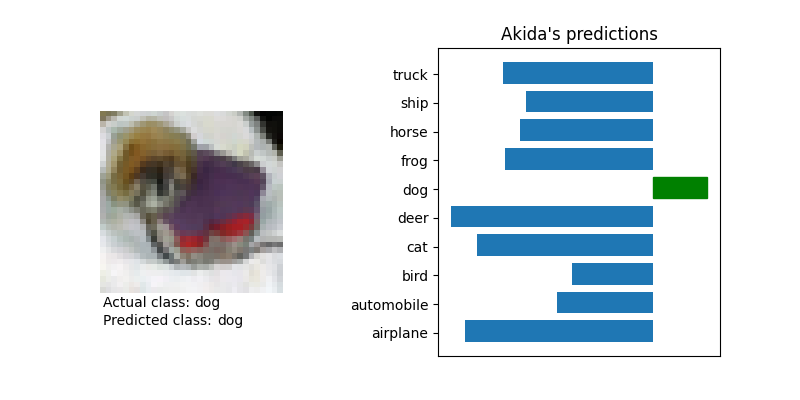 Akida's predictions
truck
ship
horse
frog
dog
deer
cat
bird
automobile
airplane
Actual class: dog
Predicted class: dog